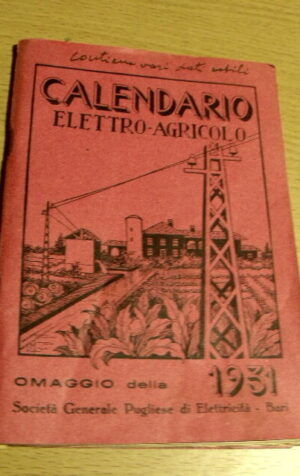 contiene vari dati utili
CALENDARIO
ELETTRO-AGRICOLO
1931
OMAGGIO della
Società Generale Pugliese di Elettricità - Bari